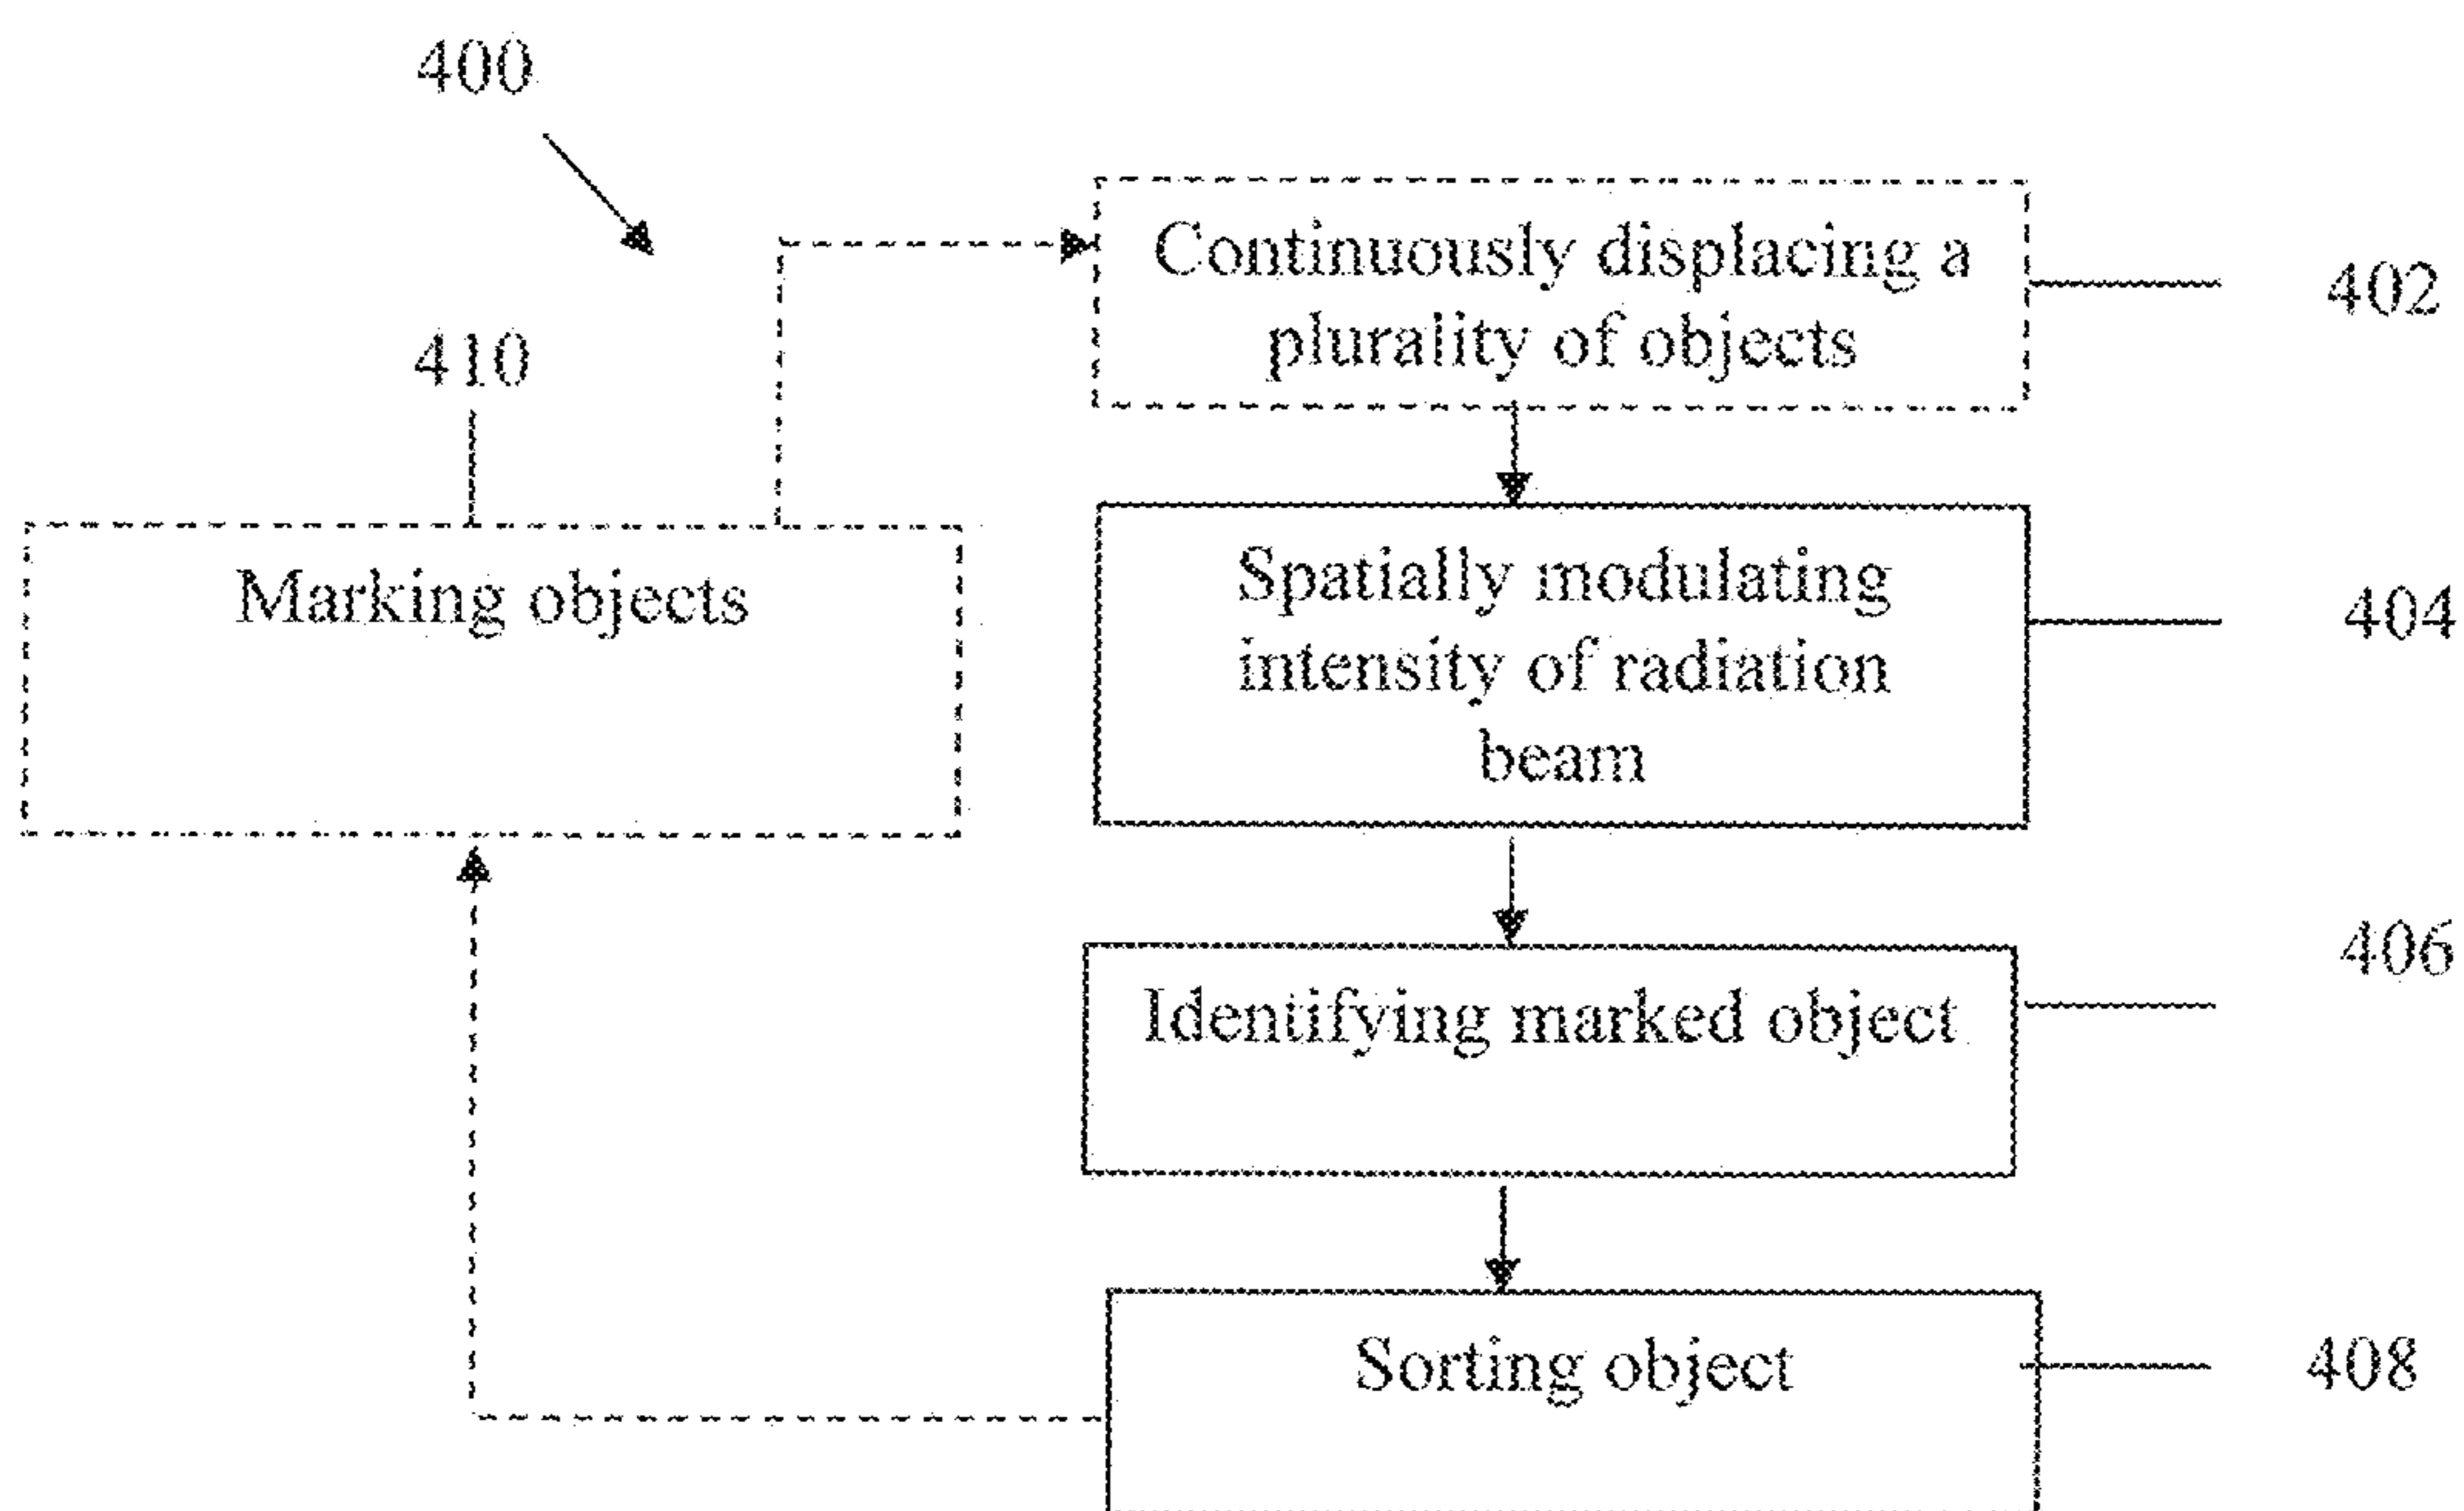 400
Continuously displacing a
plurality of objects
402
410
Marking objects
Spatially modulating
intensity of radiation
beam
404
Identifying marked object
406
Sorting object
408